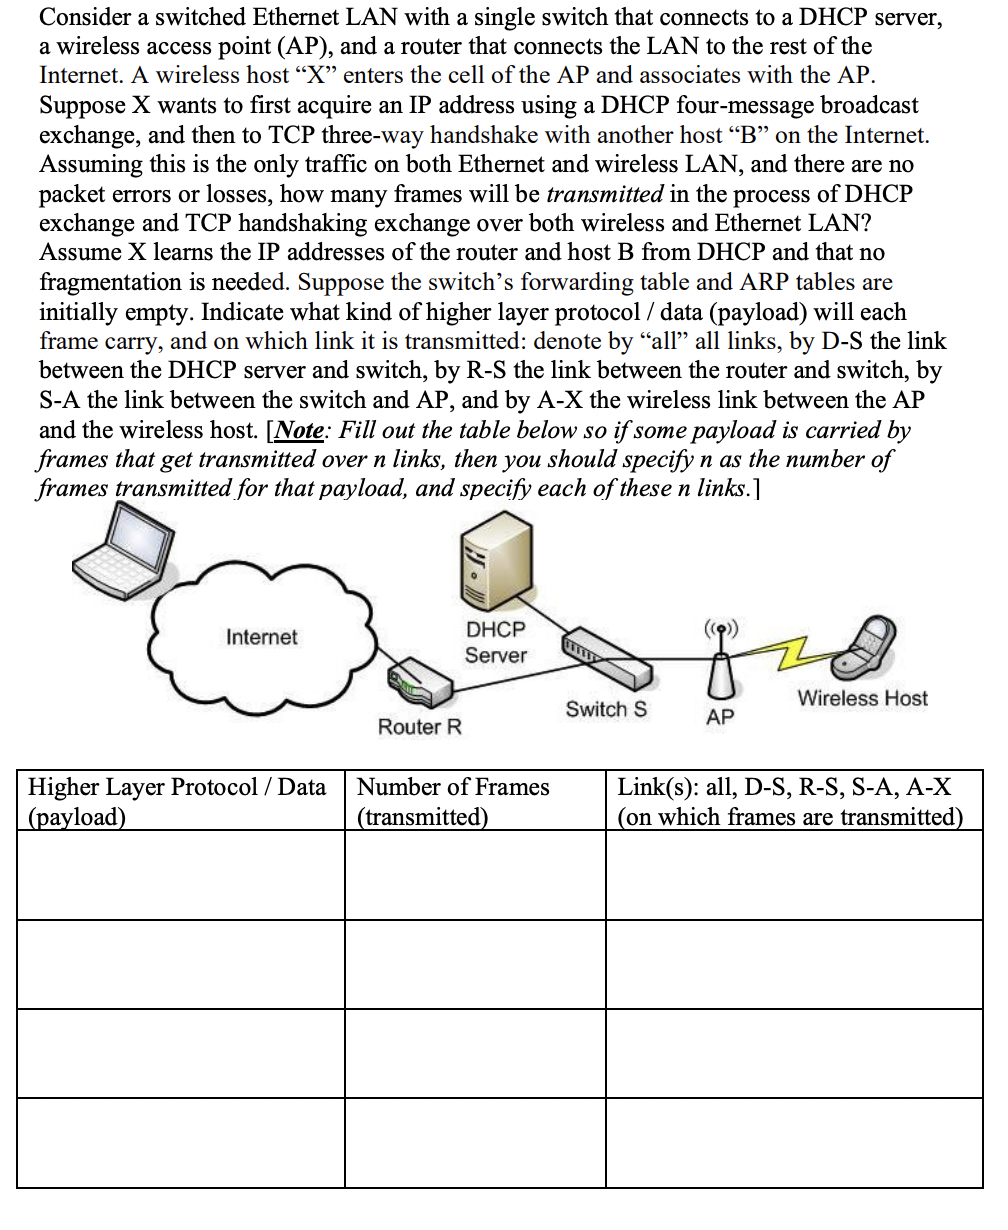 Consider a switched Ethernet LAN with a single switch that connects to a DHCP server,
a wireless access point (AP), and a router that connects the LAN to the rest of the
Internet. A wireless host “X” enters the cell of the AP and associates with the AP.
Suppose X wants to first acquire an IP address using a DHCP four-message broadcast
exchange, and then to TCP three-way handshake with another host “B” on the Internet.
Assuming this is the only traffic on both Ethernet and wireless LAN, and there are no
packet errors or losses, how many frames will be transmitted in the process of DHCP
exchange and TCP handshaking exchange over both wireless and Ethernet LAN?
Assume X learns the IP addresses of the router and host B from DHCP and that no
fragmentation is needed. Suppose the switch’s forwarding table and ARP tables are
initially empty. Indicate what kind of higher layer protocol / data (payload) will each
frame carry, and on which link it is transmitted: denote by “all” all links, by D-S the link
between the DHCP server and switch, by R-S the link between the router and switch, by
S-A the link between the switch and AP, and by A-X the wireless link between the AP
and the wireless host. [Note: Fill out the table below so if some payload is carried by
frames that get transmitted over n links, then you should specify n as the number of
frames transmitted for that payload, and specify each of these n links.]
Internet
DHCP
Server
((o))
Router R
Switch S
AP
Wireless Host
Higher Layer Protocol / Data
(payload)
Number of Frames
(transmitted)
Link(s): all, D-S, R-S, S-A, A-X
(on which frames are transmitted)